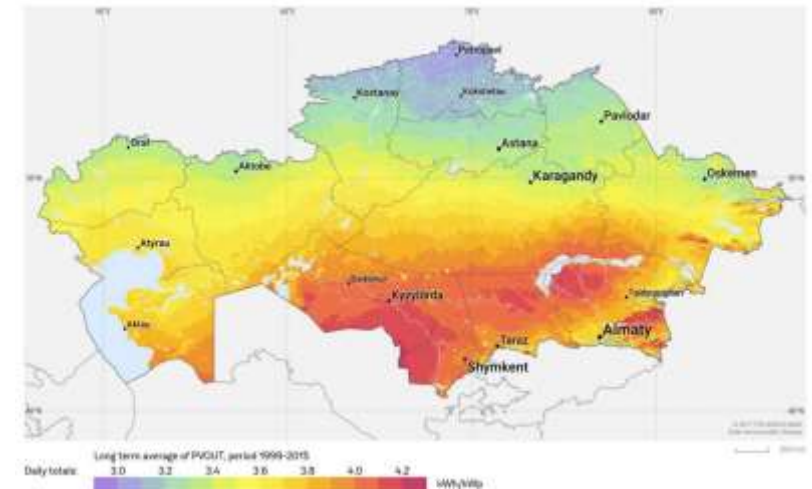 Petropavl
Kostanay
Kokshetau
Pavlodar
Oral
Astana
Aktobe
Karagandy
Oskemen
Atyrau
Kyzylorda
Taldykorgan
Aktau
Almaty
Taraz
Shymkent
Long term average of PVOUT, period 1999-2015
Daily totals: 3.0 3.2 3.4 3.6 3.8 4.0 4.2
kWh/kWp